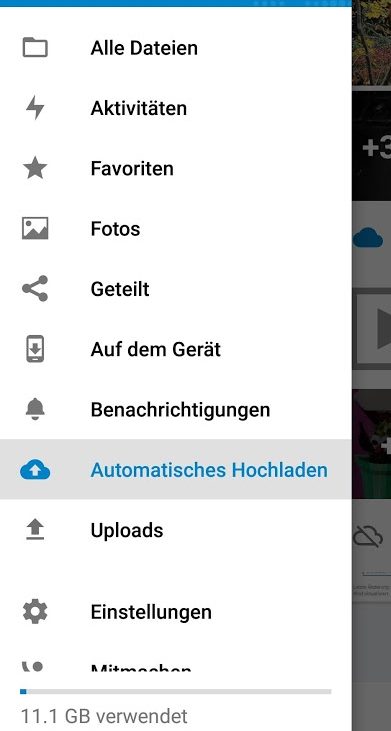 Alle Dateien
Aktivitäten
Favoriten
Fotos
Geteilt
Auf dem Gerät
Benachrichtigungen
Automatisches Hochladen
Uploads
Einstellungen
Mitmachen
11.1 GB verwendet
+3
+